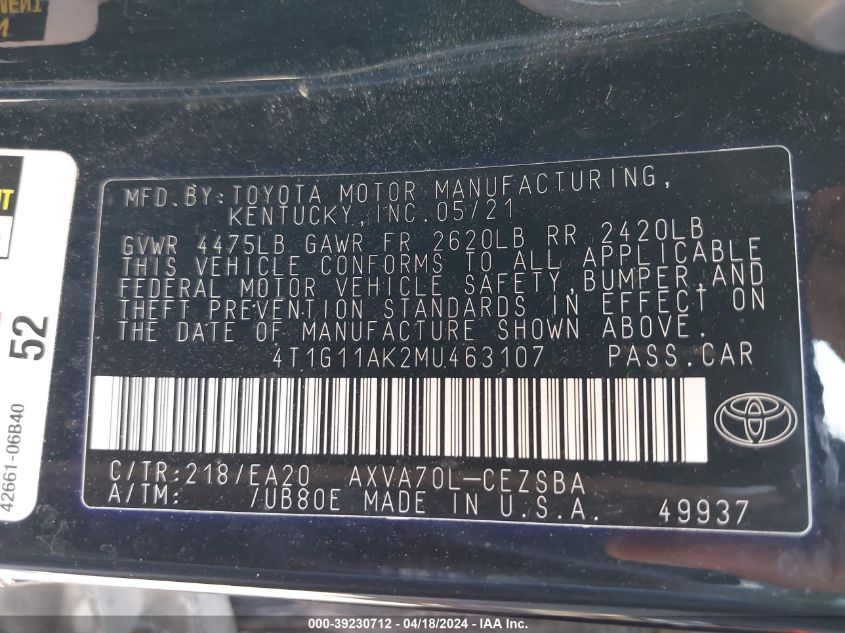 MFD.BY:TOYOTA MOTOR MANUFACTURING,
KENTUCKY,INC.05/21
GVWR 4475LB GAWR FR 2620LB RR 2420LB
THIS VEHICLE CONFORMS TO ALL APPLICABLE
FEDERAL MOTOR VEHICLE SAFETY,BUMPER,AND
THEFT PREVENTION STANDARDS IN EFFECT ON
THE DATE OF MANUFACTURE SHOWN ABOVE.
4T1G11AK2MU463107 PASS.CAR
C/TR:218/EA20 AXVA70L-CEZSBA
A/TM: /UB80E MADE IN U.S.A. 49937
52
42661-06B40
000-39230712 - 04/18/2024 - IAA Inc.